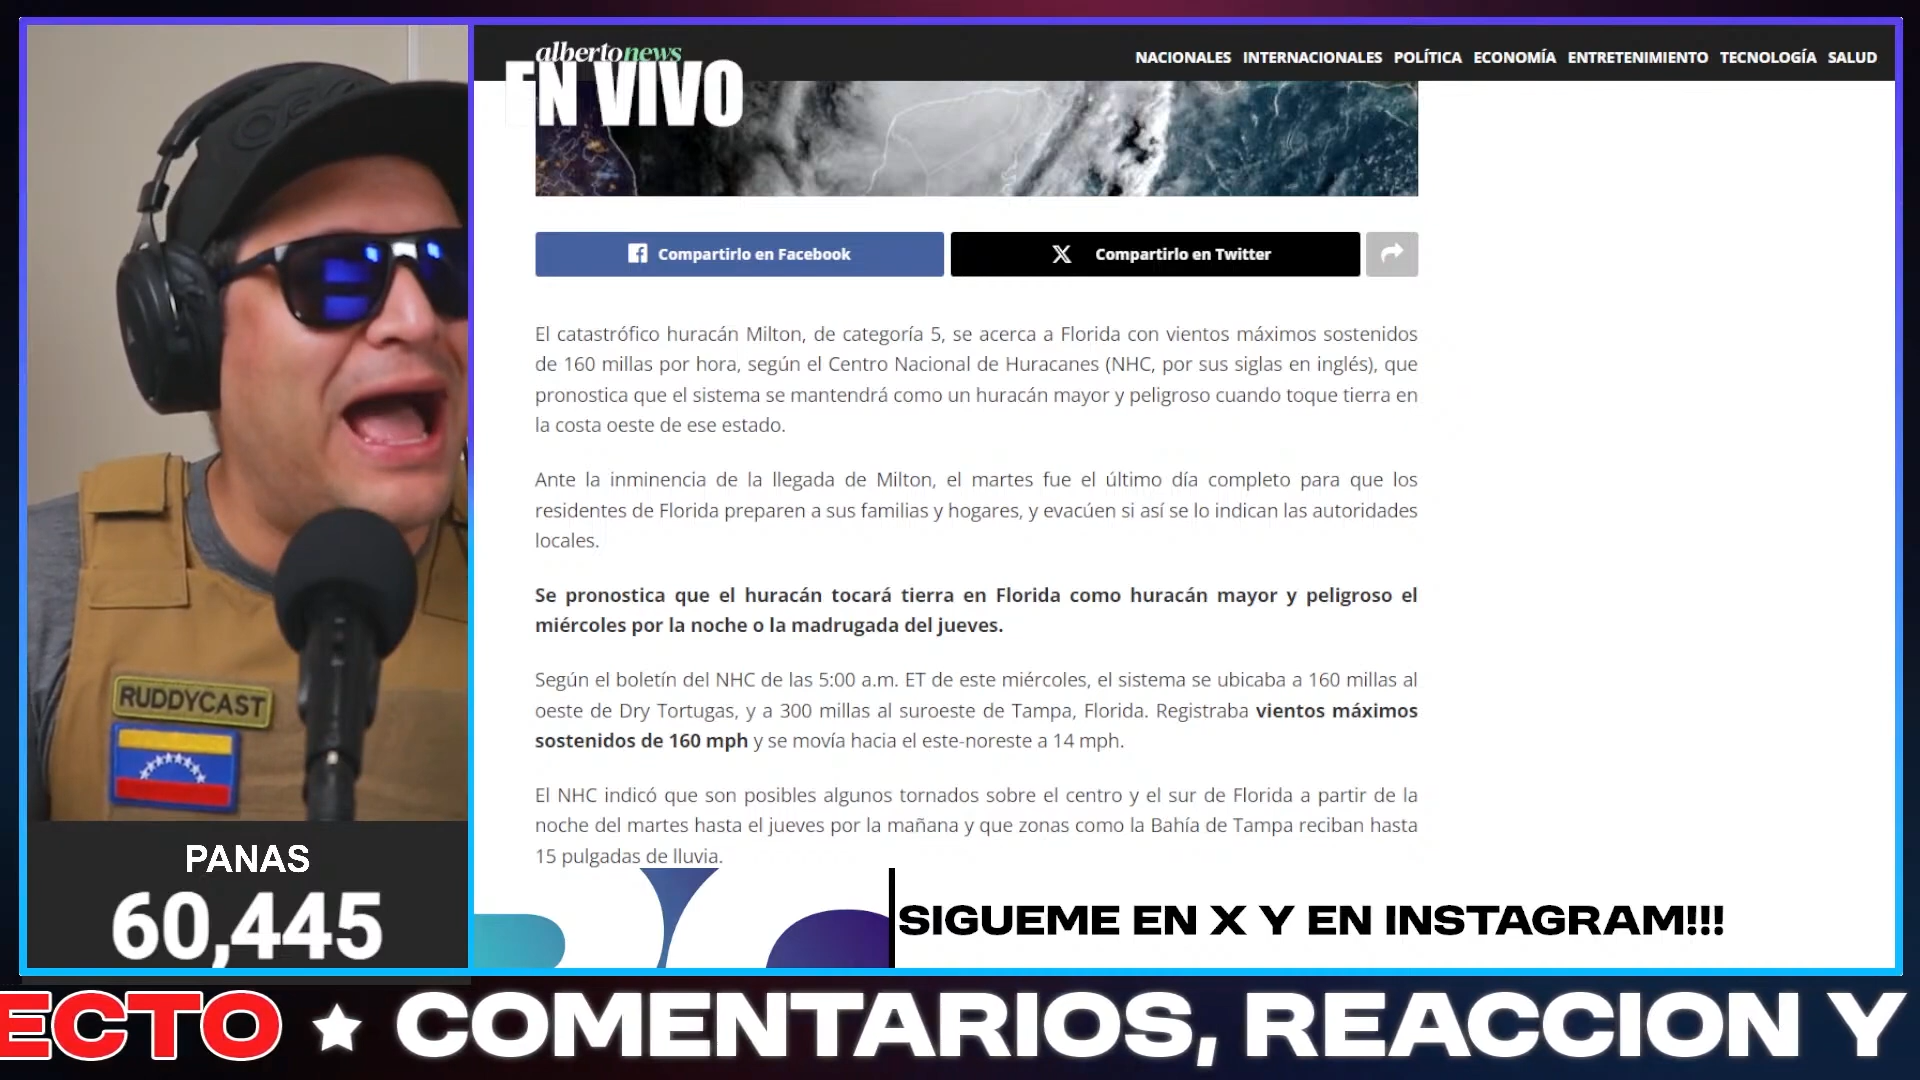 albertonews
EN VIVO
NACIONALES INTERNACIONALES POLÍTICA ECONOMÍA ENTRETENIMIENTO TECNOLOGÍA SALUD
Compartirlo en Facebook
Compartirlo en Twitter
El catastrófico huracán Milton, de categoría 5, se acerca a Florida con vientos máximos sostenidos
de 160 millas por hora, según el Centro Nacional de Huracanes (NHC, por sus siglas en inglés), que
pronostica que el sistema se mantendrá como un huracán mayor y peligroso cuando toque tierra en
la costa oeste de ese estado.
Ante la inminencia de la llegada de Milton, el martes fue el último día completo para que los
residentes de Florida preparen a sus familias y hogares, y evacúen si así se lo indican las autoridades
locales.
Se pronostica que el huracán tocará tierra en Florida como huracán mayor y peligroso el
miércoles por la noche o la madrugada del jueves.
Según el boletín del NHC de las 5:00 a.m. ET de este miércoles, el sistema se ubicaba a 160 millas al
oeste de Dry Tortugas, y a 300 millas al suroeste de Tampa, Florida. Registraba vientos máximos
sostenidos de 160 mph y se movía hacia el este-noreste a 14 mph.
El NHC indicó que son posibles algunos tornados sobre el centro y el sur de Florida a partir de la
noche del martes hasta el jueves por la mañana y que zonas como la Bahía de Tampa reciban hasta
15 pulgadas de lluvia.
RUDDYCAST
PANAS
60,445
SIGUEME EN X Y EN INSTAGRAM!!!
ECTO ★ COMENTARIOS, REACCION Y